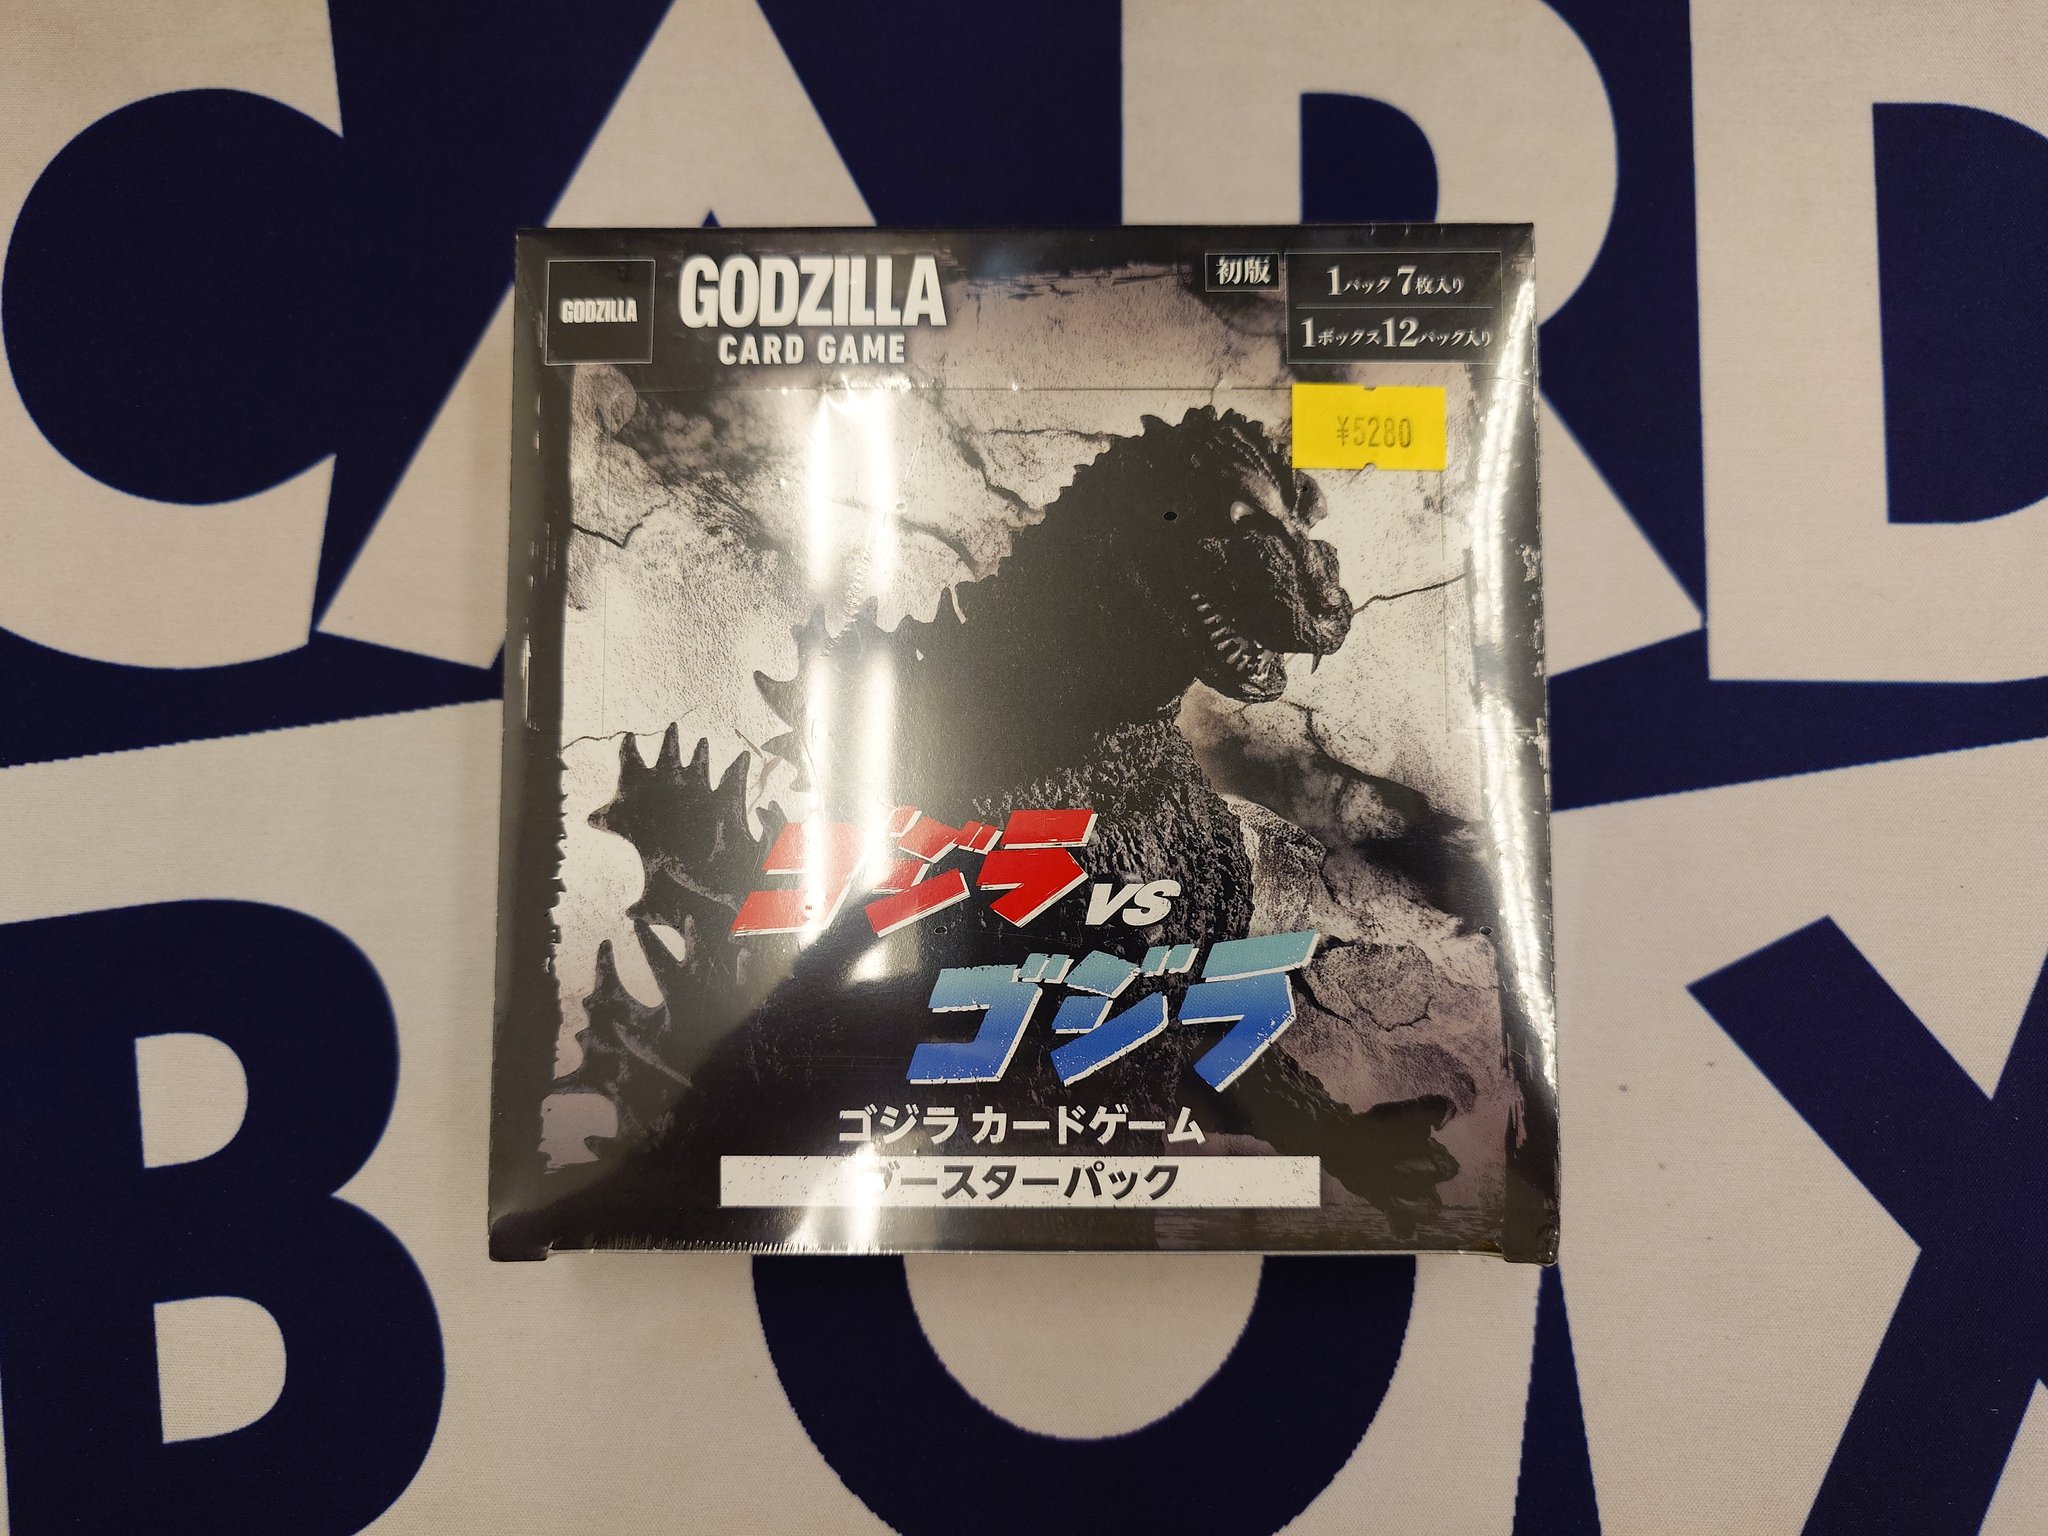 CARD
GODZILLA
GODZILLA
CARD GAME
初版
1パック7枚入り
1ボックス12パック入り
¥5280
ゴジラ
VS
ゴジラ
ゴジラ カードゲーム
ブースターパック
BOX